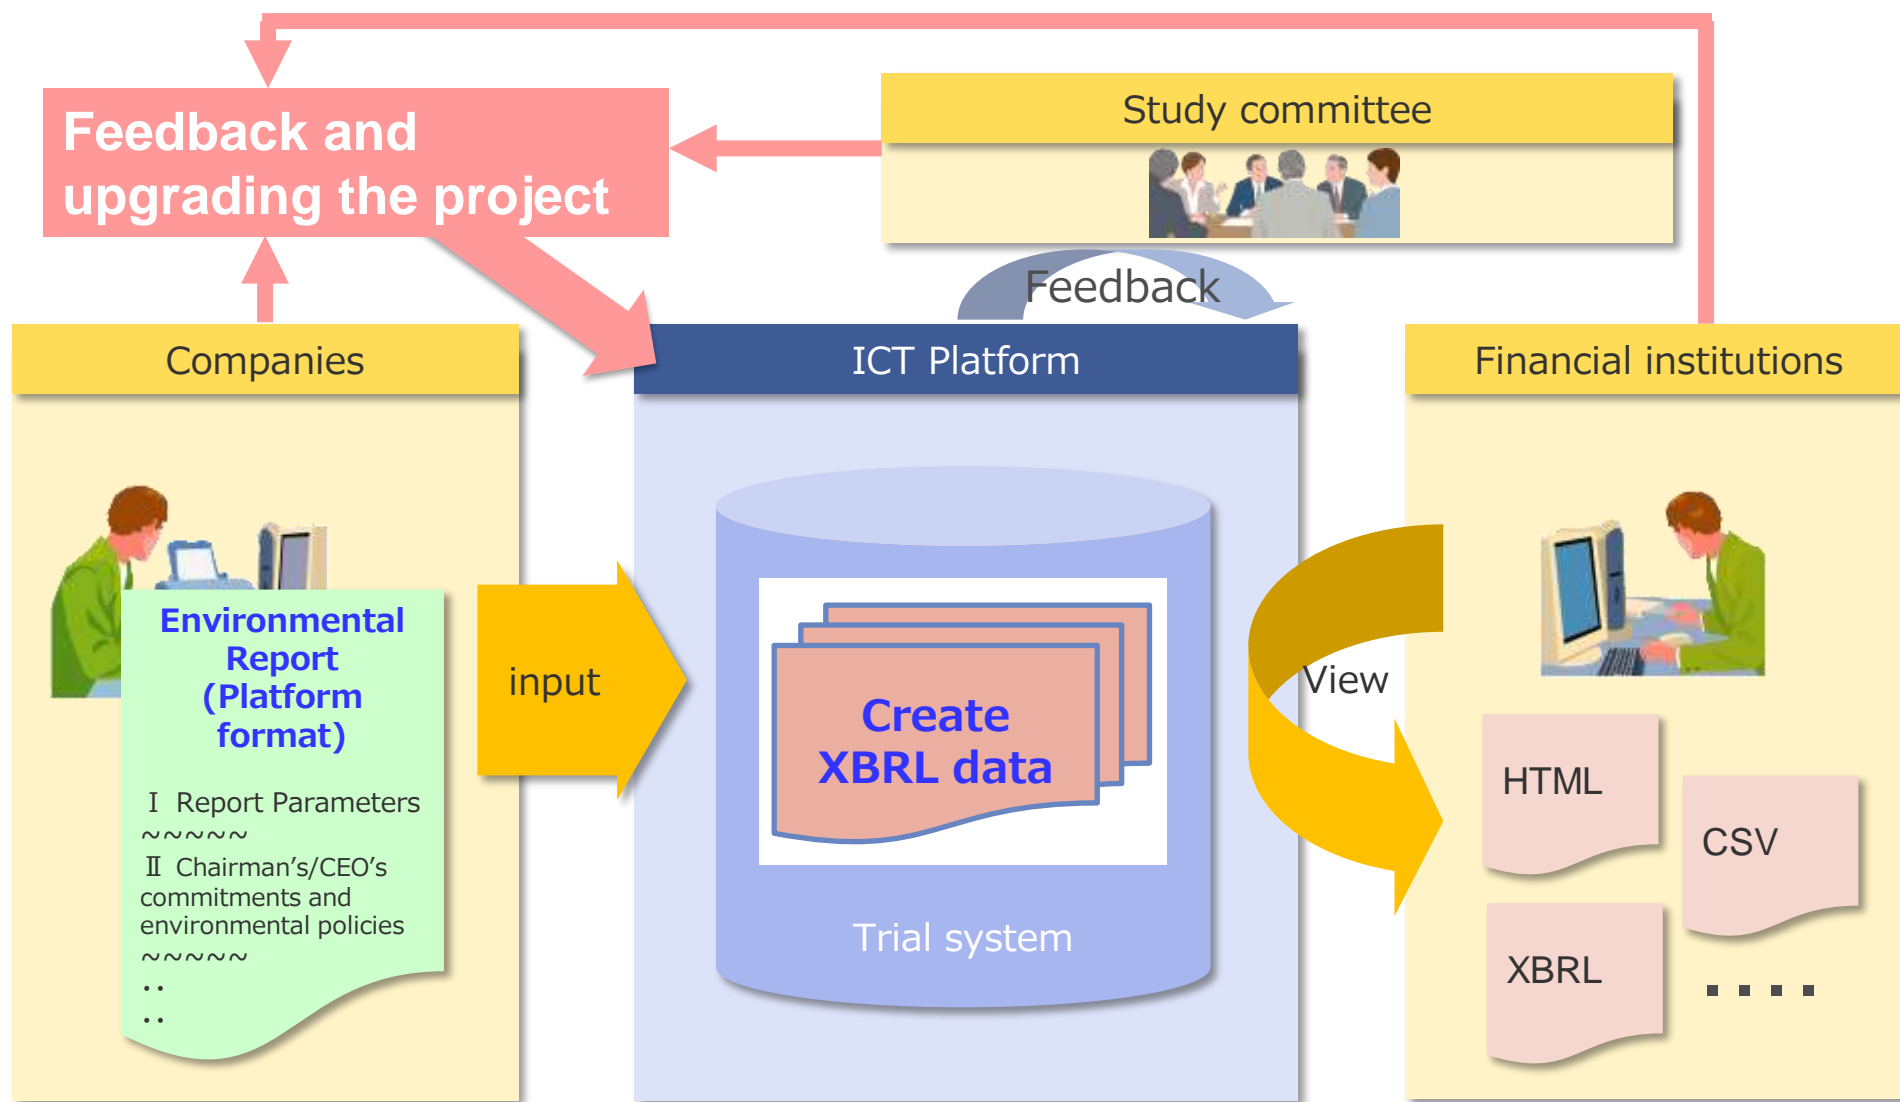 Feedback and
upgrading the project
Study committee
Feedback
Companies
ICT Platform
Financial institutions
Environmental
Report
(Platform
format)
Ⅰ Report Parameters
~~~~~
Ⅱ Chairman’s/CEO’s
commitments and
environmental policies
~~~~~
‥
‥
input
Create
XBRL data
Trial system
View
HTML
CSV
XBRL
....